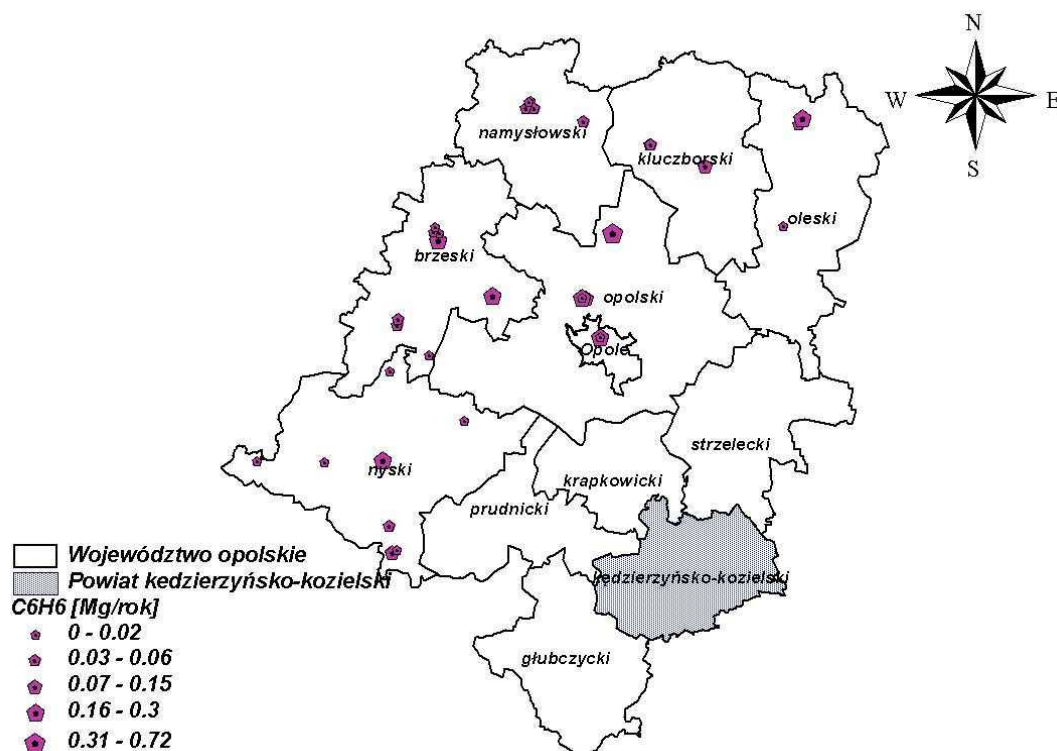 N
W
E
S
namysłowski
kluczborski
oleski
brzeski
opolski
Opole
strzelecki
nyski
krapkowicki
prudnicki
kędzierzyńsko-kozielski
głubczycki
Województwo opolskie
Powiat kędzierzyńsko-kozielski
C6H6 [Mg/rok]
0 - 0.02
0.03 - 0.06
0.07 - 0.15
0.16 - 0.3
0.31 - 0.72